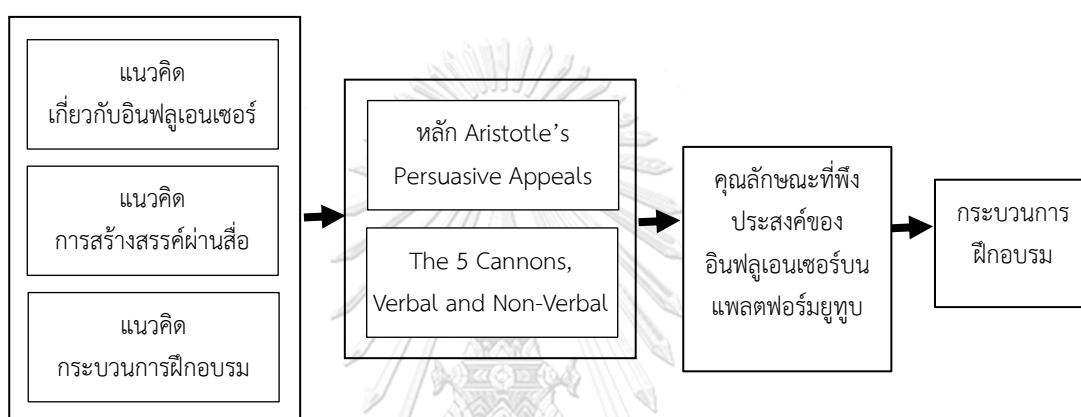 แนวคิด
เกี่ยวกับอินฟลูเอนเซอร์
แนวคิด
การสร้างสรรค์ผ่านสื่อ
แนวคิด
กระบวนการฝึกอบรม
หลัก Aristotle’s
Persuasive Appeals
The 5 Cannons,
Verbal and Non-Verbal
คุณลักษณะที่พึง
ประสงค์ของ
อินฟลูเอนเซอร์บน
แพลตฟอร์มยูทูบ
กระบวนการ
ฝึกอบรม